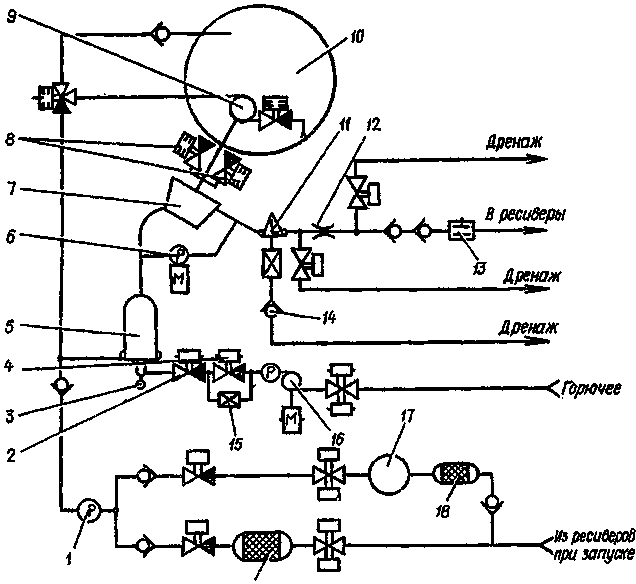 9
10
8
11
12
Дренаж
7
В ресиверы
6
P
M
13
Дренаж
5
14
4
Дренаж
P
3
Горючее
2
15
M
16
17
18
P
1
Из ресиверов
при запуске